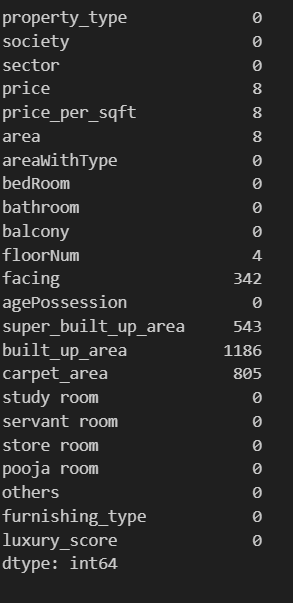 property_type 0
society 0
sector 0
price 8
price_per_sqft 8
area 8
areaWithType 0
bedRoom 0
bathroom 0
balcony 0
floorNum 4
facing 342
agePossession 0
super_built_up_area 543
built_up_area 1186
carpet_area 805
study room 0
servant room 0
store room 0
pooja room 0
others 0
furnishing_type 0
luxury_score 0
dtype: int64